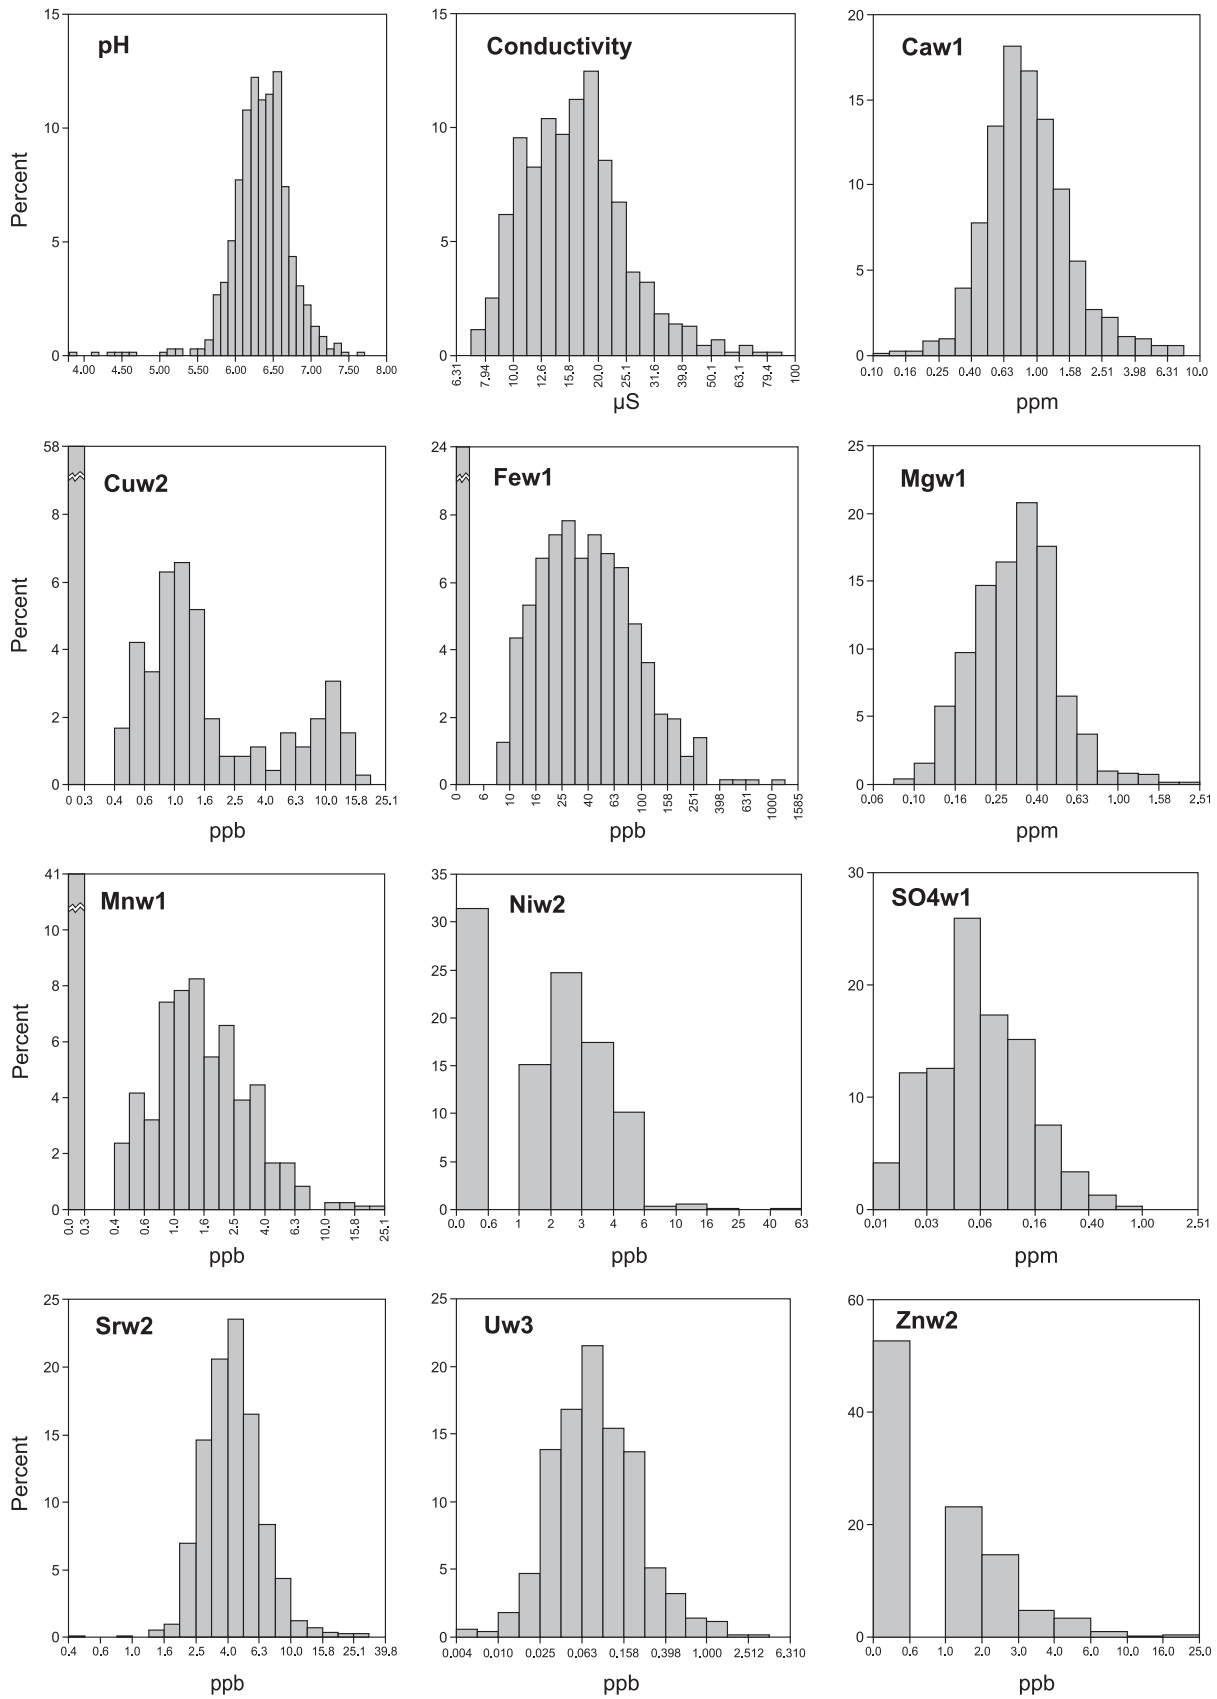 pH
15
10
5
0
Percent
4.00 4.50 5.00 5.50 6.00 6.50 7.00 7.50 8.00
Conductivity
15
10
5
0
6.31 7.94 10.0 12.6 15.8 20.0 25.1 31.6 39.8 50.1 63.1 79.4 100
µS
Caw1
20
15
10
5
0
0.10 0.16 0.25 0.40 0.63 1.00 1.58 2.51 3.98 6.31 10.0
ppm
Cuw2
58
8
6
4
2
0
Percent
0 0.3 0.4 0.6 1.0 1.6 2.5 4.0 6.3 10.0 15.8 25.1
ppb
Few1
24
8
6
4
2
0
0 6 10 16 25 40 63 100 158 251 398 631 1000 1585
ppb
Mgw1
25
20
15
10
5
0
0.06 0.10 0.16 0.25 0.40 0.63 1.00 1.58 2.51
ppm
Mnw1
41
10
8
6
4
2
0
Percent
0.0 0.3 0.4 0.6 1.0 1.6 2.5 4.0 6.3 10.0 15.8 25.1
ppb
Niw2
35
30
25
20
15
10
5
0
0.0 0.6 1 2 3 4 6 10 16 25 40 63
ppb
SO4w1
30
20
10
0
0.01 0.03 0.06 0.16 0.40 1.00 2.51
ppm
Srw2
25
20
15
10
5
0
Percent
0.4 0.6 1.0 1.6 2.5 4.0 6.3 10.0 15.8 25.1 39.8
ppb
Uw3
25
20
15
10
5
0
0.004 0.010 0.025 0.063 0.158 0.398 1.000 2.512 6.310
ppb
Znw2
60
40
20
0
0.0 0.6 1.0 2.0 3.0 4.0 6.0 10.0 16.0 25.0
ppb